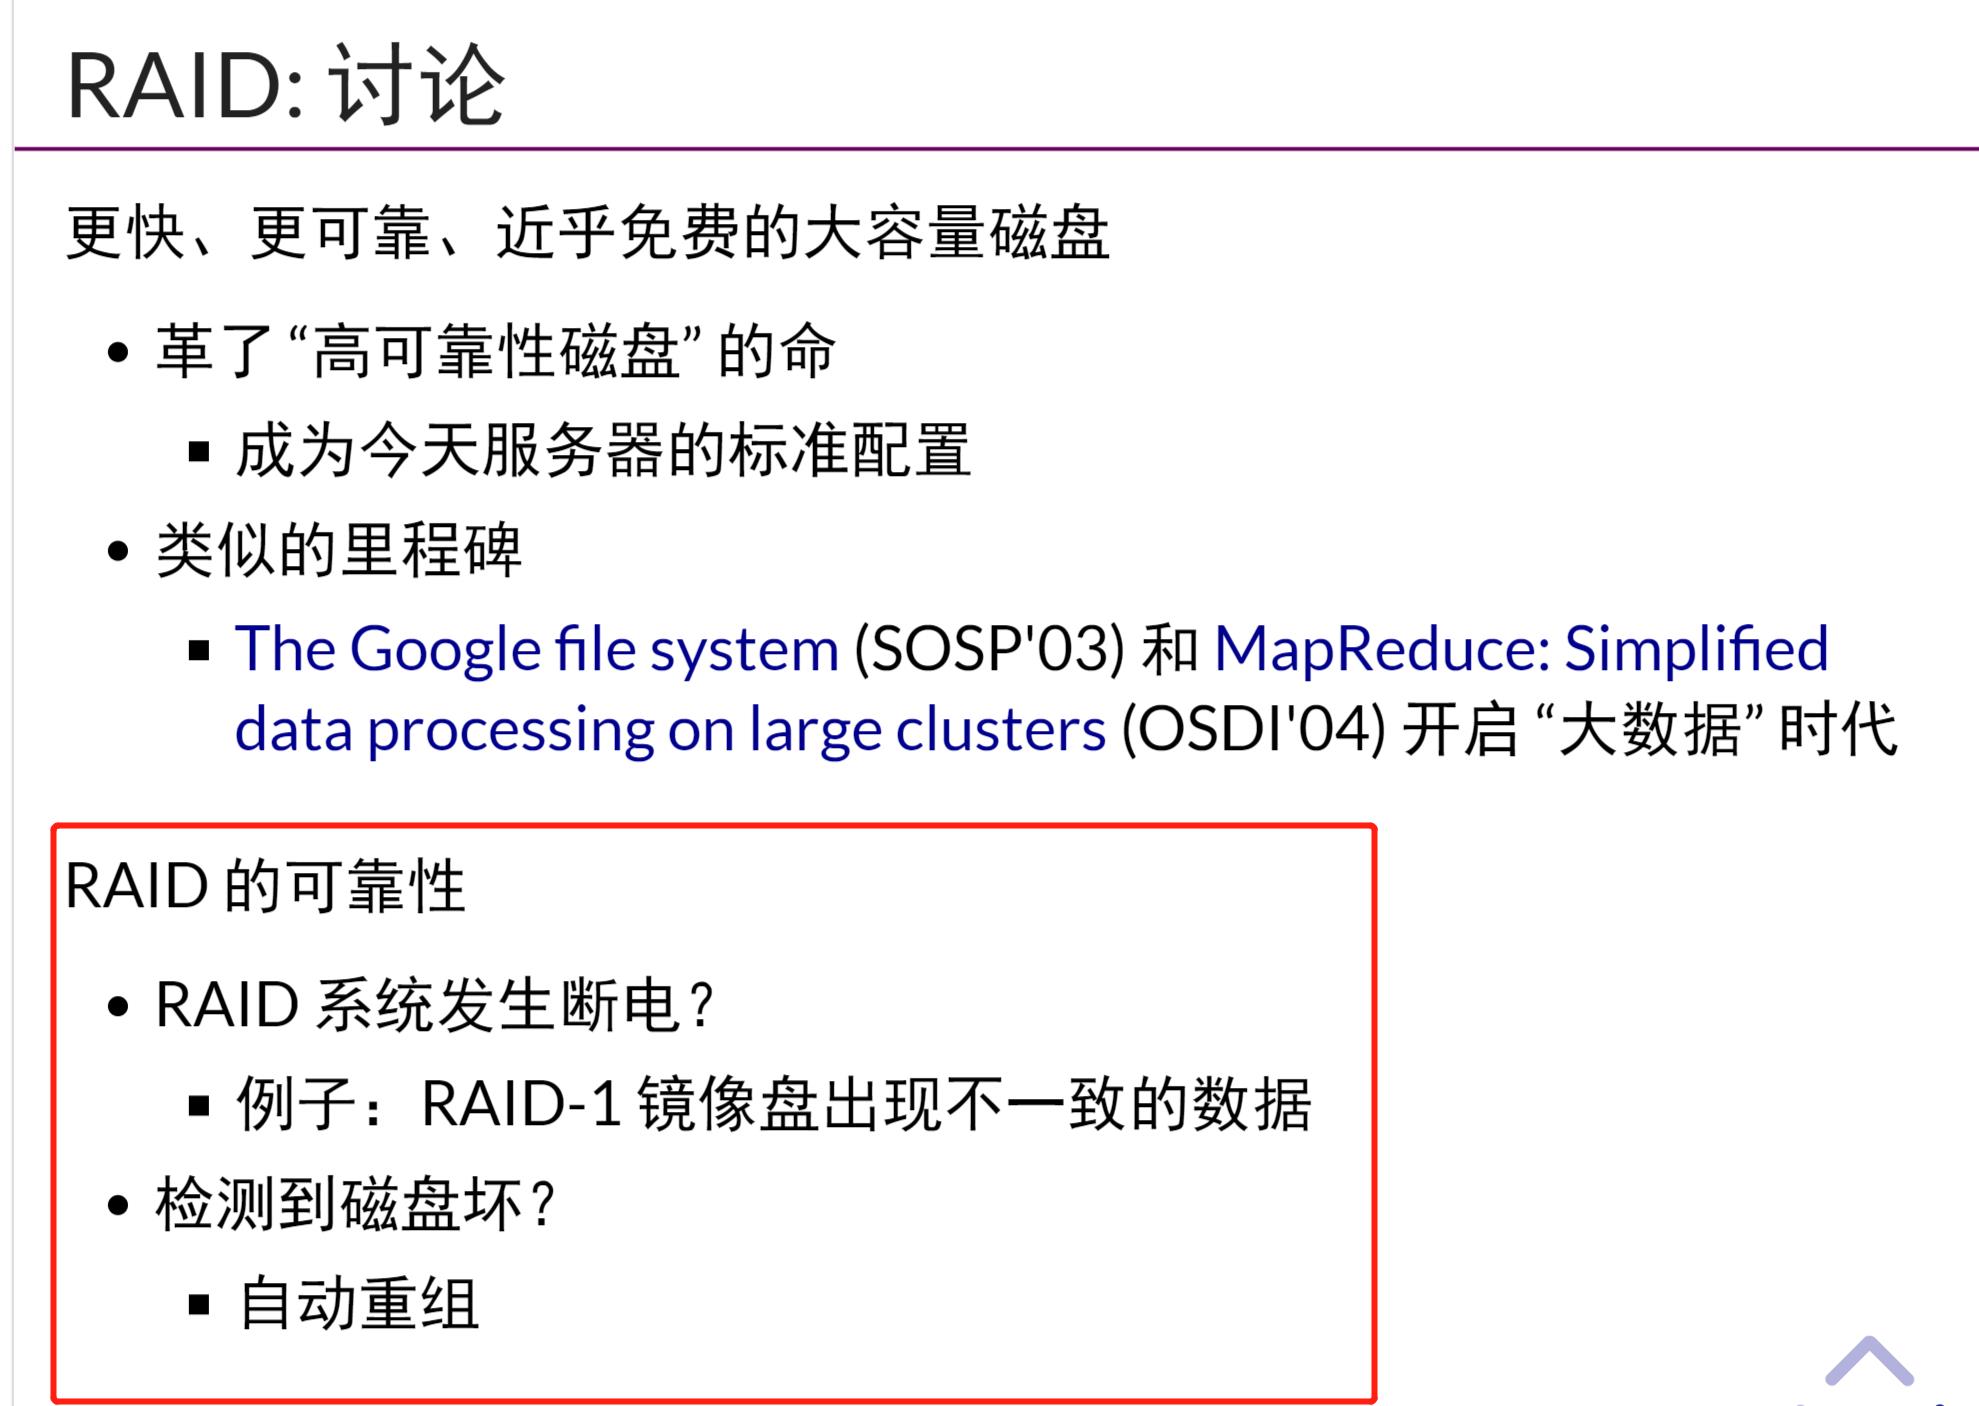 RAID: 讨论
更快、更可靠、近乎免费的大容量磁盘
革了 “高可靠性磁盘” 的命
成为今天服务器的标准配置
类似的里程碑
The Google file system (SOSP'03) 和 MapReduce: Simplified
data processing on large clusters (OSDI'04) 开启 “大数据” 时代
RAID 的可靠性
RAID 系统发生断电？
例子：RAID-1 镜像盘出现不一致的数据
检测到磁盘坏？
自动重组